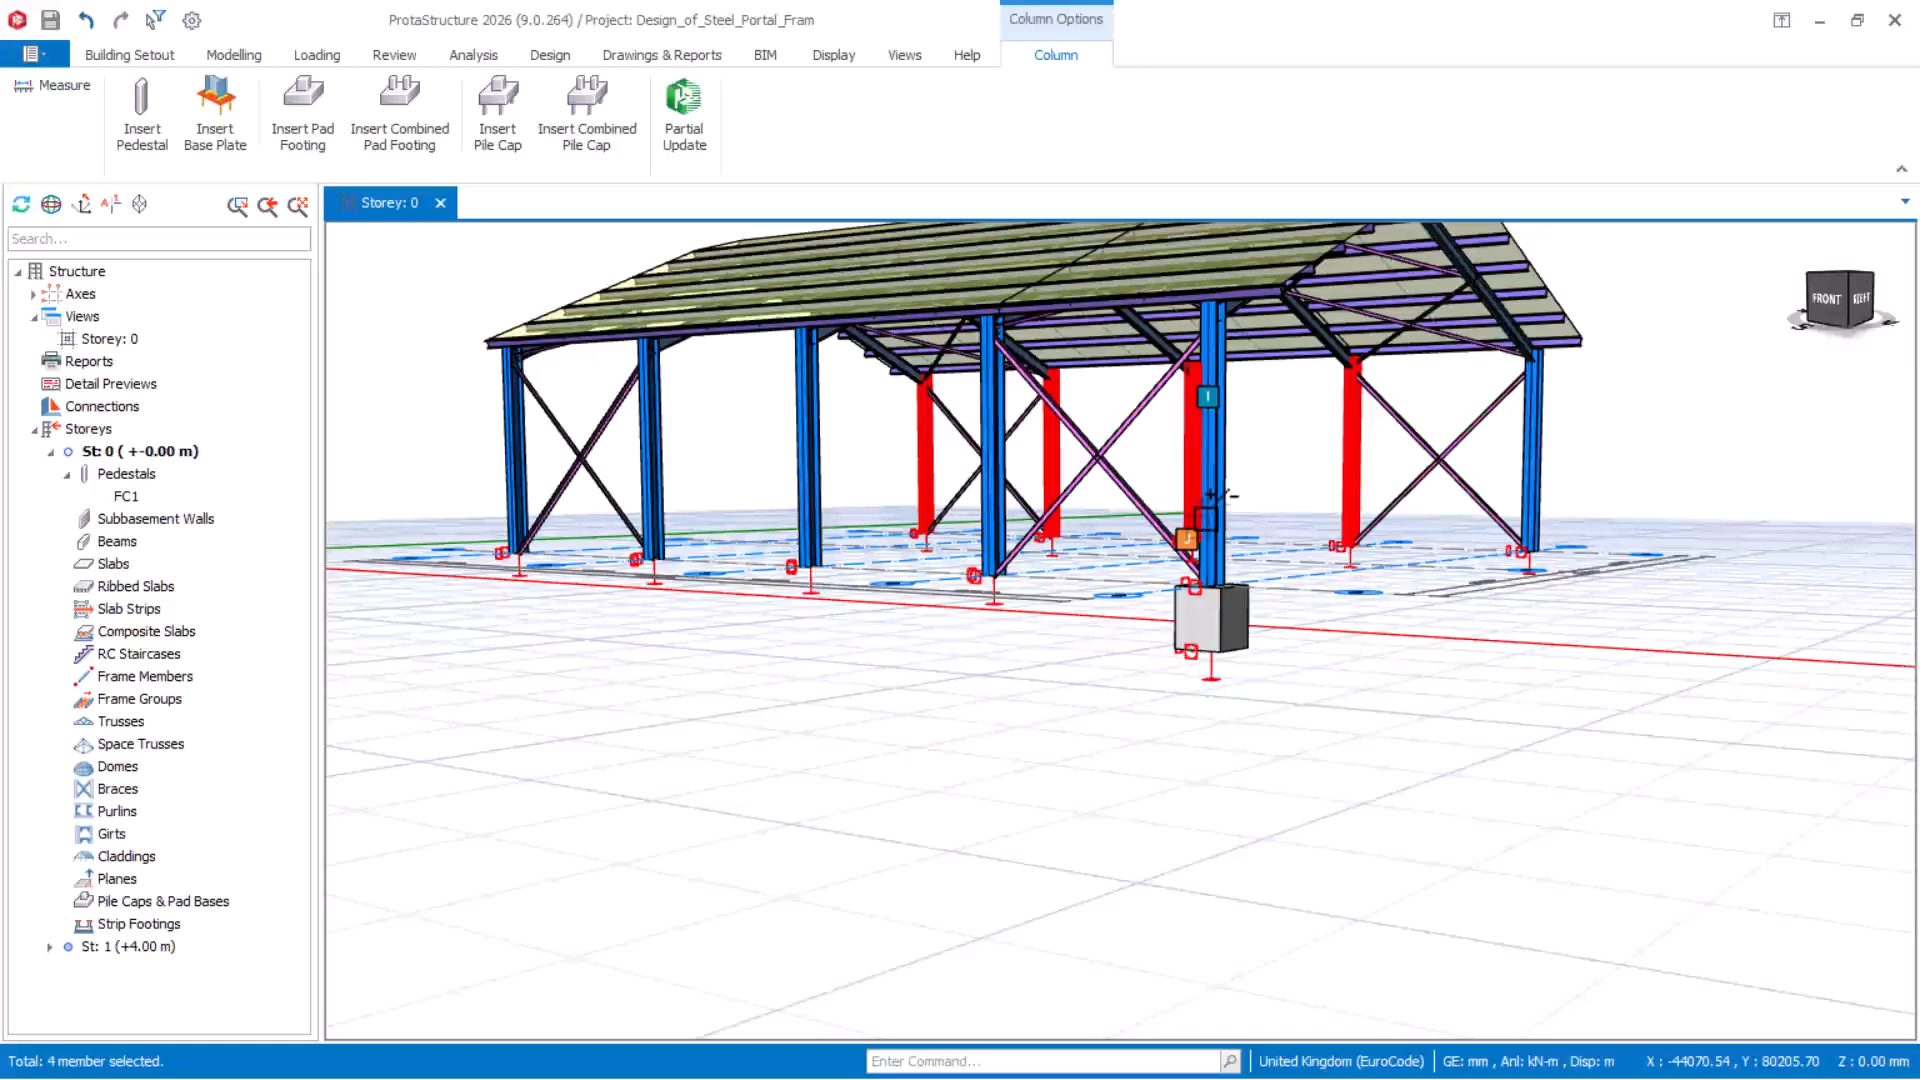 ProtaStructure 2026 (9.0.264) / Project: Design_of_Steel_Portal_Fram
Column Options
Building Setout
Modelling
Loading
Review
Analysis
Design
Drawings & Reports
BIM
Display
Views
Help
Column
Measure
Insert Pedestal
Insert Base Plate
Insert Pad Footing
Insert Combined Pad Footing
Insert Pile Cap
Insert Combined Pile Cap
Partial Update
Storey: 0
Search...
Structure
Axes
Views
Storey: 0
Reports
Detail Previews
Connections
Storeys
St: 0 ( +-0.00 m)
Pedestals
FC1
Subbasement Walls
Beams
Slabs
Ribbed Slabs
Slab Strips
Composite Slabs
RC Staircases
Frame Members
Frame Groups
Trusses
Space Trusses
Domes
Braces
Purlins
Girts
Claddings
Planes
Pile Caps & Pad Bases
Strip Footings
St: 1 (+4.00 m)
FRONT
RIGHT
Total: 4 member selected.
Enter Command...
United Kingdom (EuroCode)
GE: mm , Anl: kN-m , Disp: m
X : -44070.54 , Y : 80205.70
Z : 0.00 mm